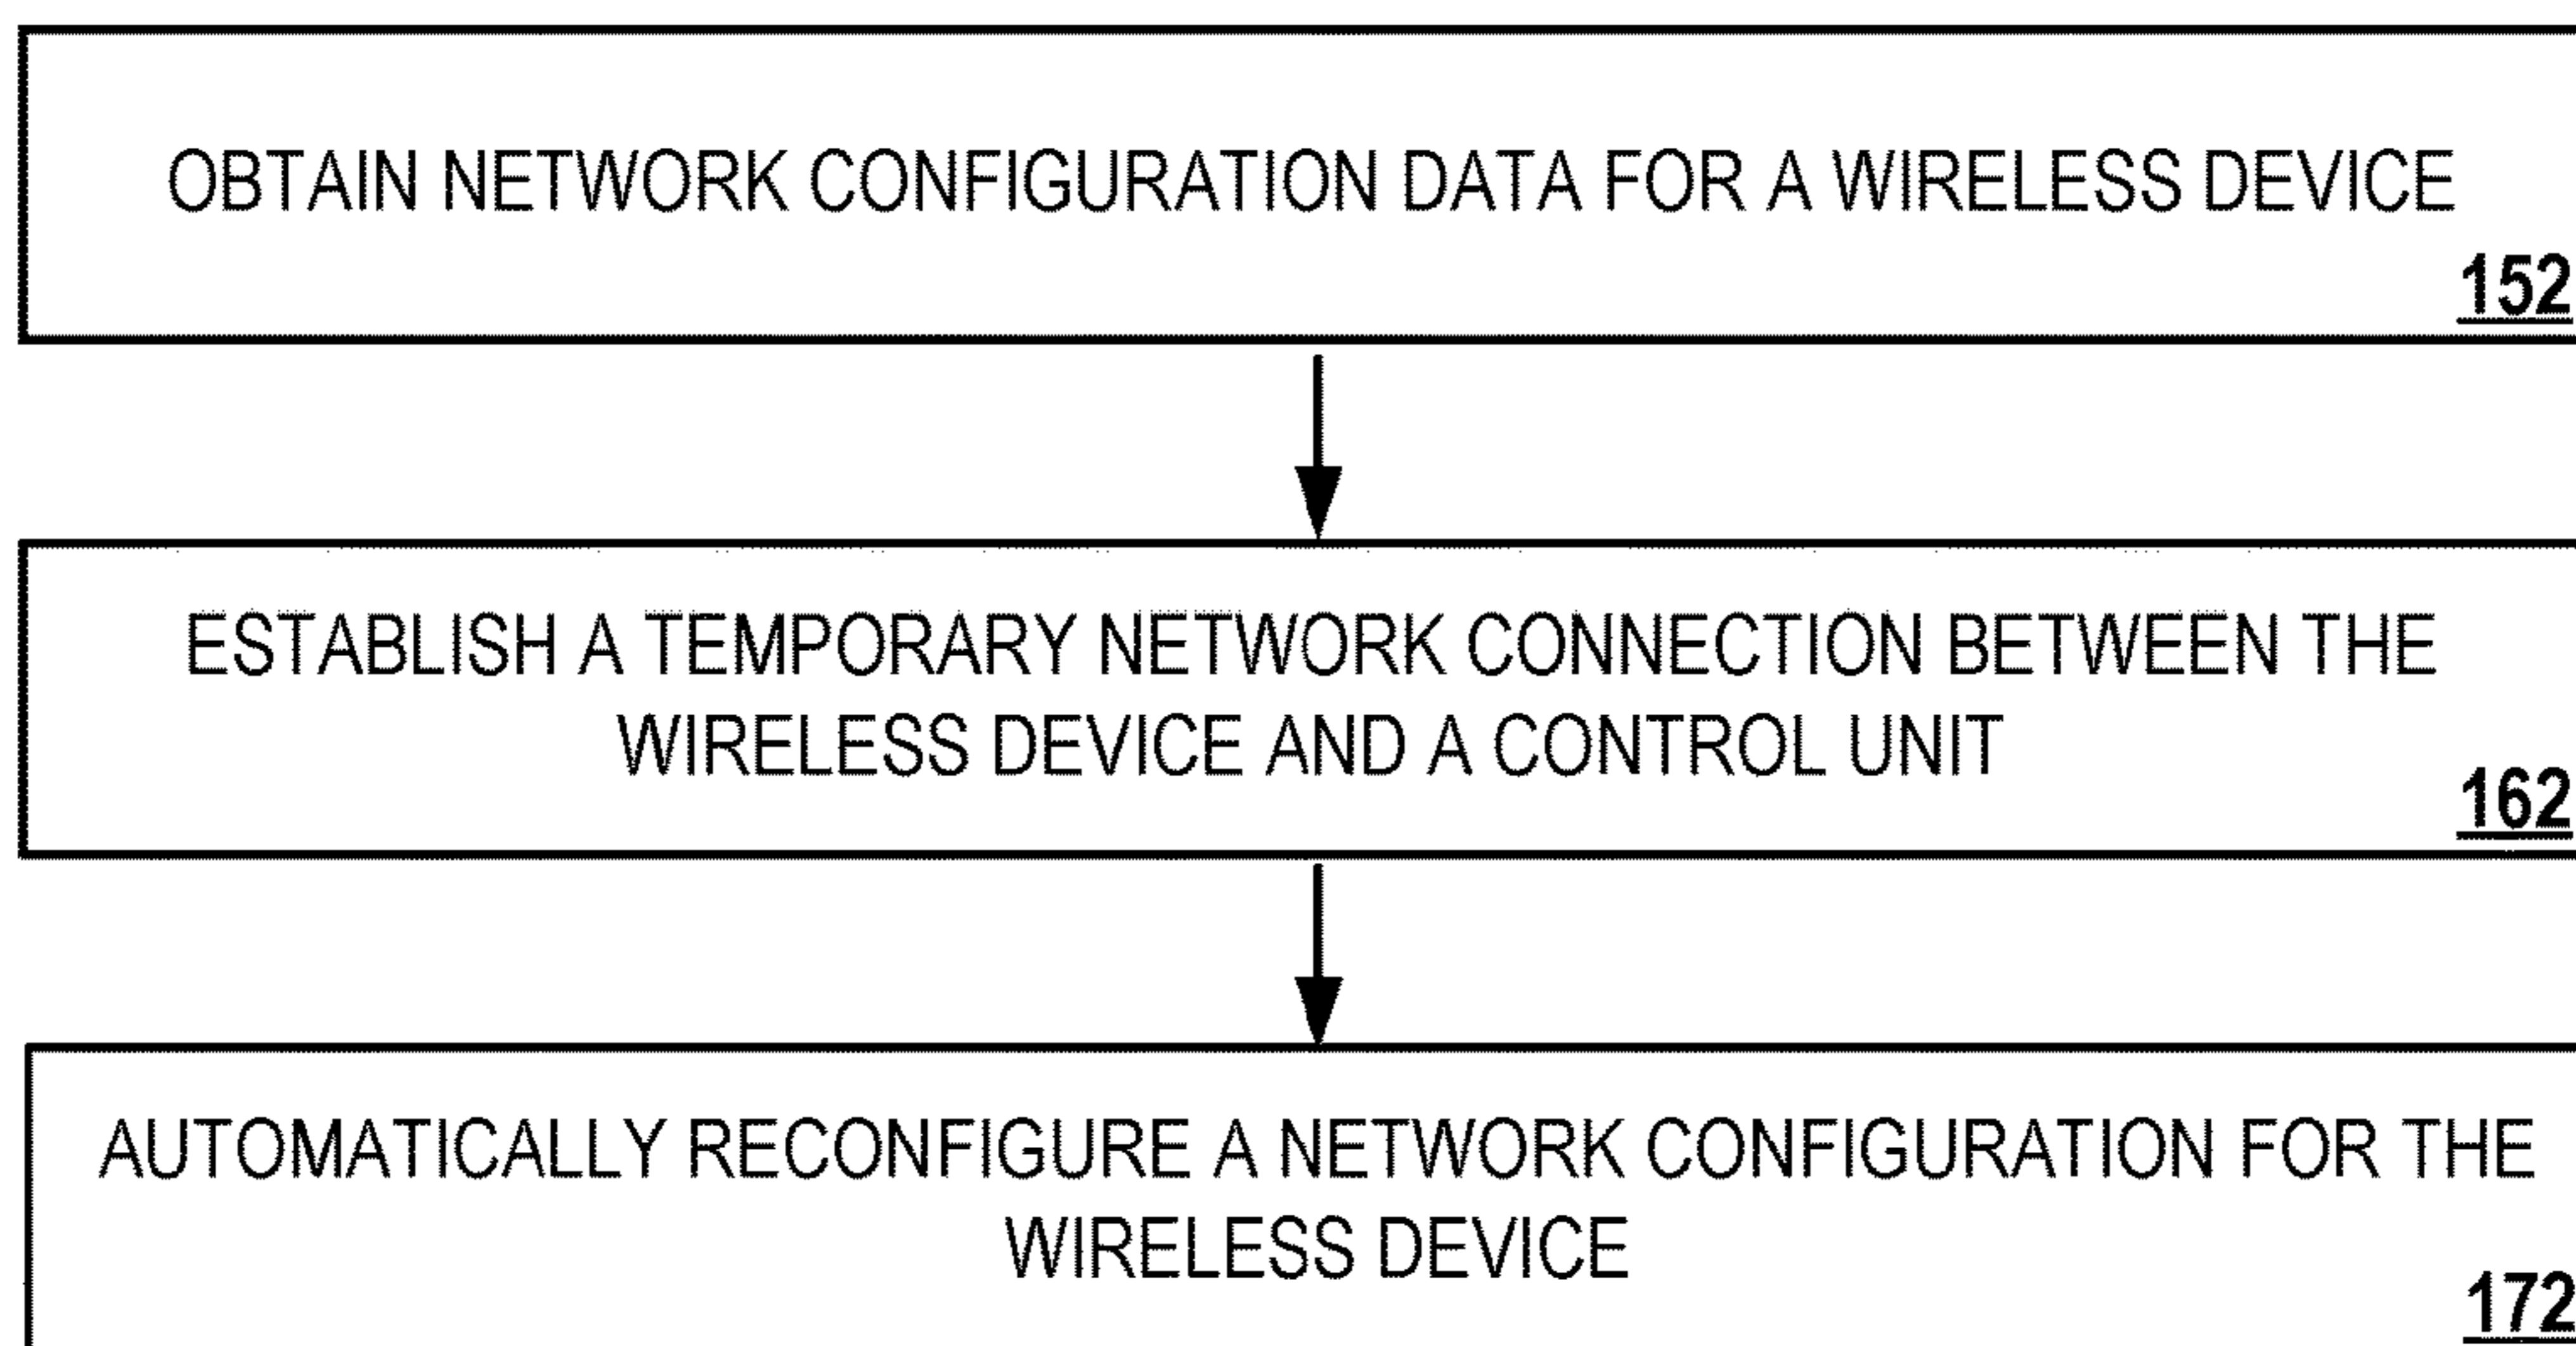 OBTAIN NETWORK CONFIGURATION DATA FOR A WIRELESS DEVICE
152
ESTABLISH A TEMPORARY NETWORK CONNECTION BETWEEN THE
WIRELESS DEVICE AND A CONTROL UNIT
162
AUTOMATICALLY RECONFIGURE A NETWORK CONFIGURATION FOR THE
WIRELESS DEVICE
172